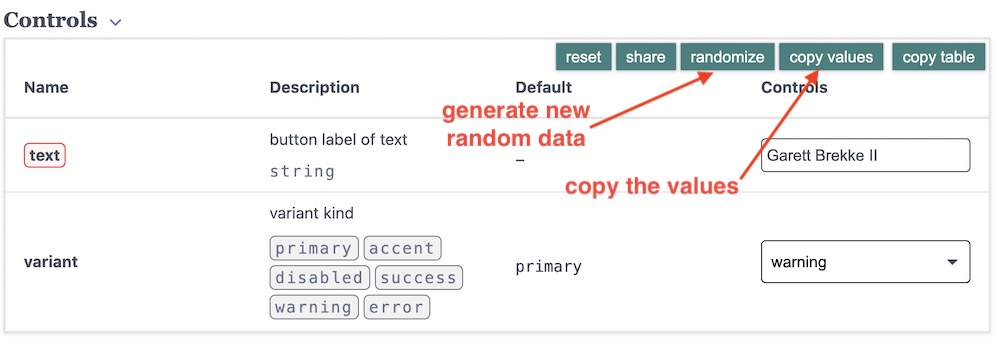 Controls
reset share randomize copy values copy table
Name Description Default Controls
generate new
random data
button label of text
text string – Garett Brekke II
copy the values
variant kind
primary accent
variant disabled success primary warning
warning error